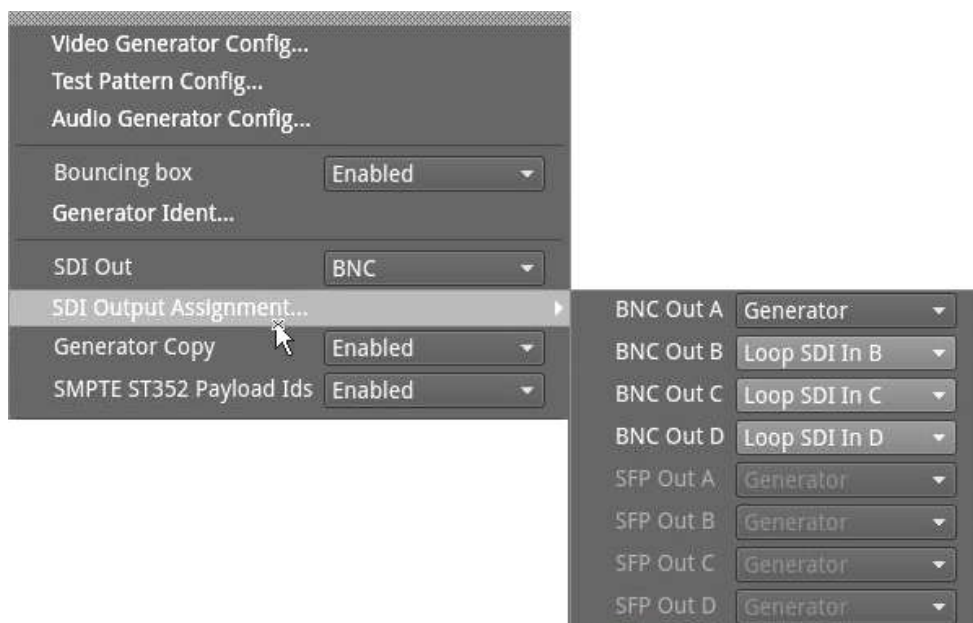 Video Generator Config...
Test Pattern Config...
Audio Generator Config...
Bouncing box Enabled
Generator Ident...
SDI Out BNC
SDI Output Assignment...
Generator Copy Enabled
SMPTE ST352 Payload Ids Enabled
BNC Out A Generator
BNC Out B Loop SDI In B
BNC Out C Loop SDI In C
BNC Out D Loop SDI In D
SFP Out A Generator
SFP Out B Generator
SFP Out C Generator
SFP Out D Generator